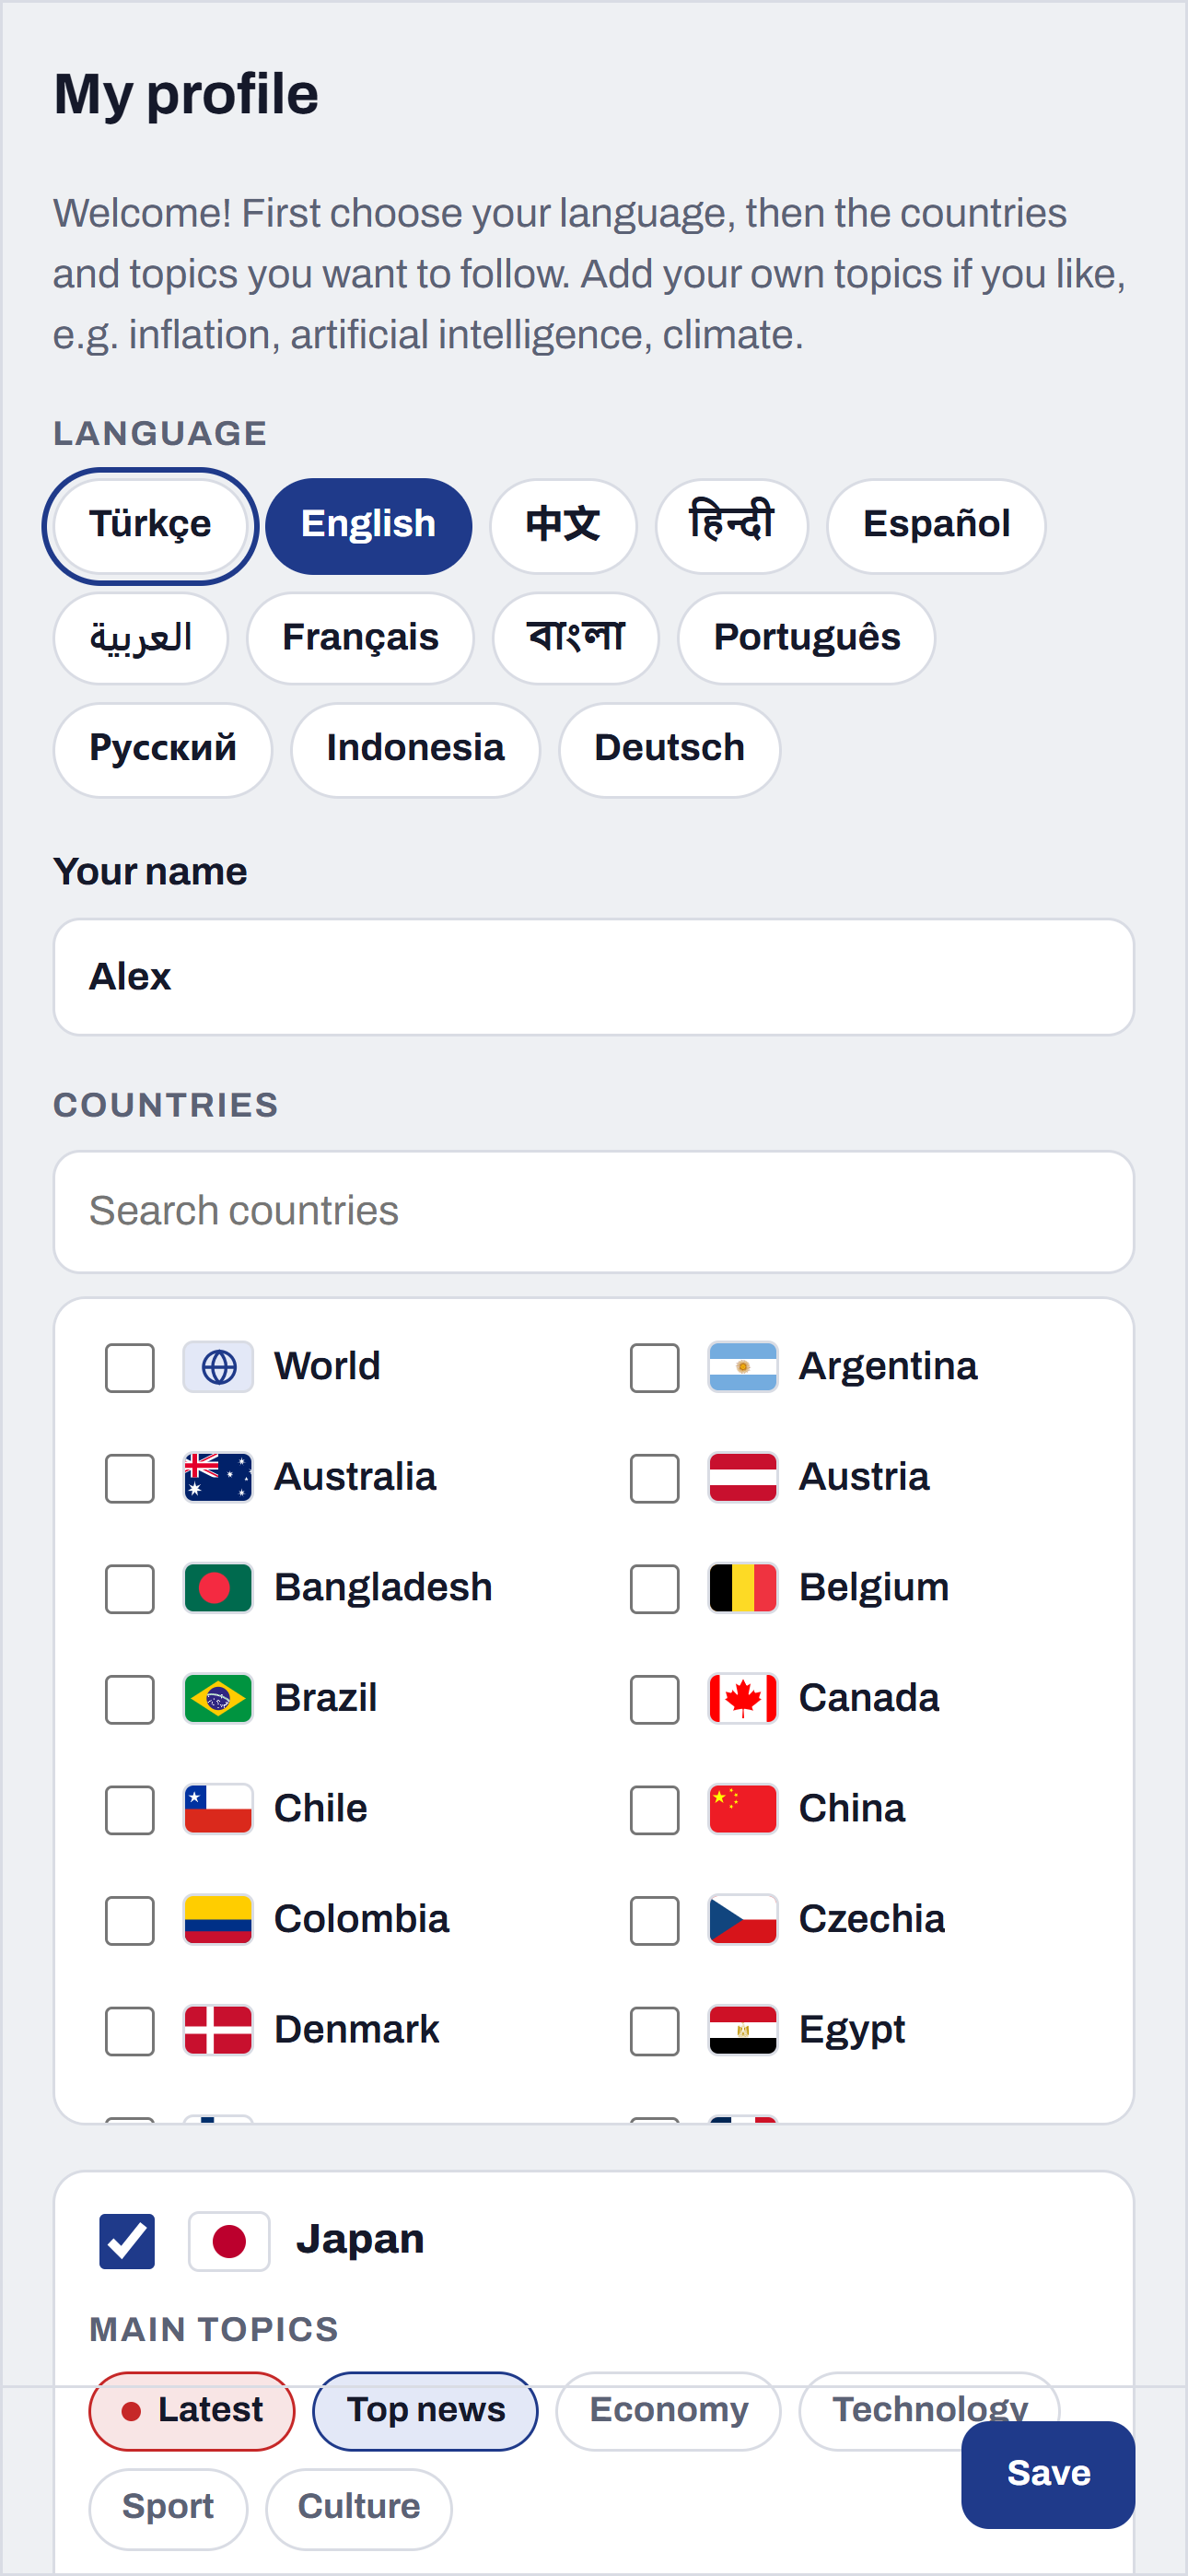 My profile
Welcome! First choose your language, then the countries
and topics you want to follow. Add your own topics if you like,
e.g. inflation, artificial intelligence, climate.
LANGUAGE
Türkçe English 中文 हिन्दी Español
العربية Français বাংলা Português
Русский Indonesia Deutsch
Your name
Alex
COUNTRIES
Search countries
World Argentina
Australia Austria
Bangladesh Belgium
Brazil Canada
Chile China
Colombia Czechia
Denmark Egypt
Japan
MAIN TOPICS
Latest Top news Economy Technology
Save
Sport Culture